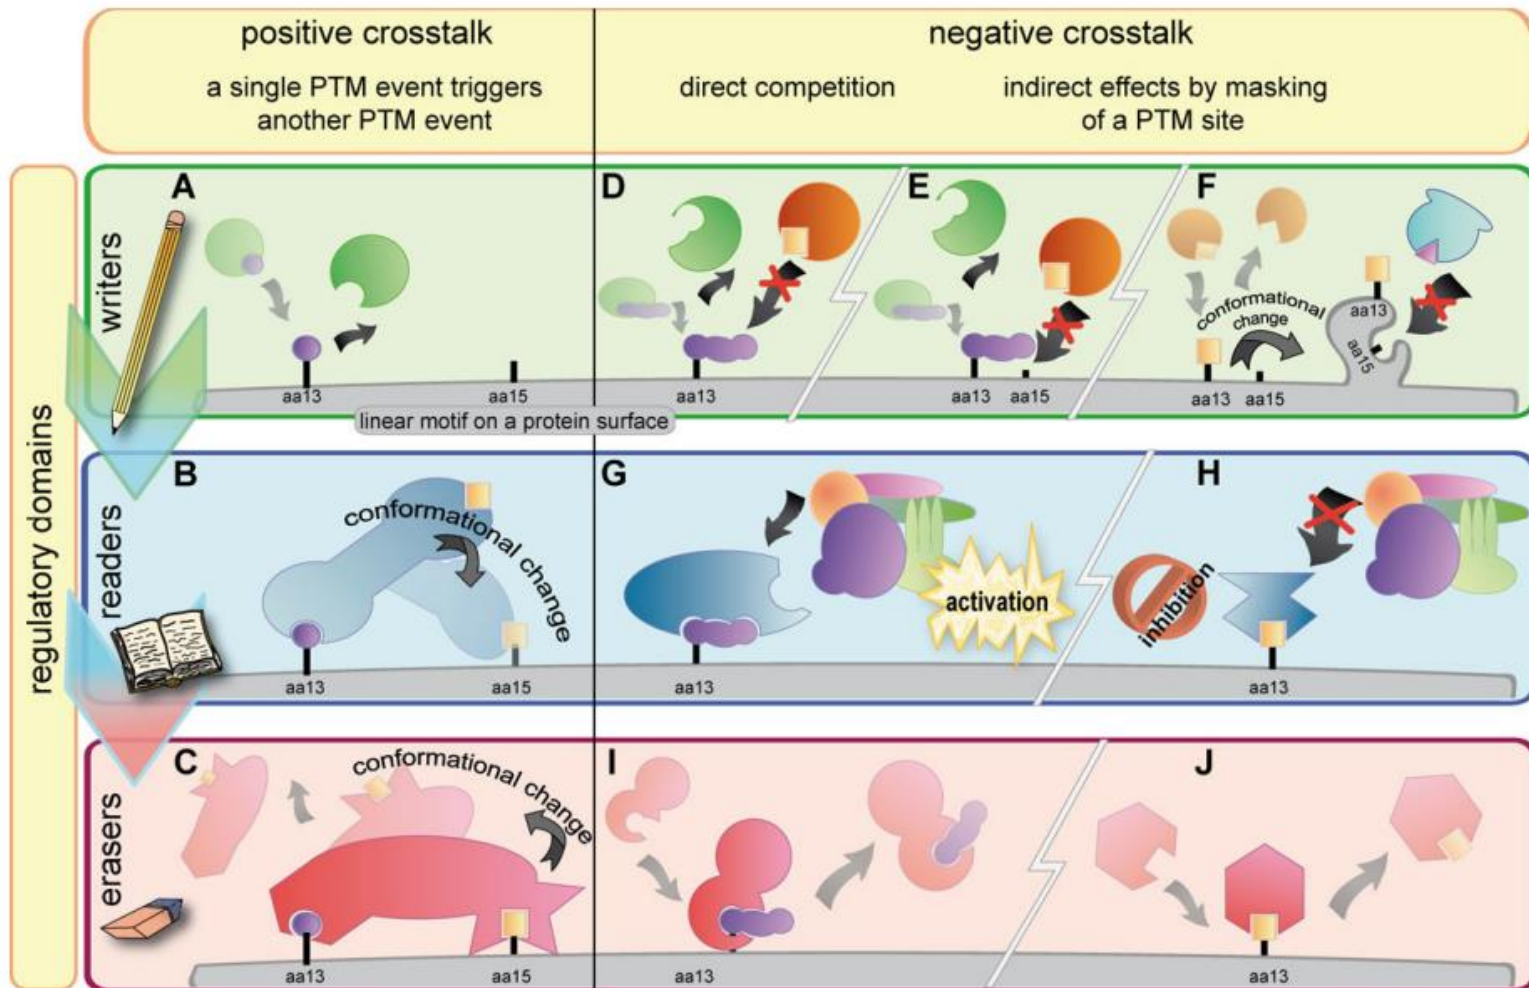 positive crosstalk
negative crosstalk
a single PTM event triggers
another PTM event
direct competition
indirect effects by masking
of a PTM site
regulatory domains
writers
A
aa13
aa15
linear motif on a protein surface
D
aa13
E
aa13
aa15
F
conformational
change
aa13
aa15
aa13
aa15
readers
B
conformational change
aa13
aa15
G
activation
aa13
H
inhibition
aa13
erasers
C
conformational change
aa13
aa15
I
aa13
J
aa13